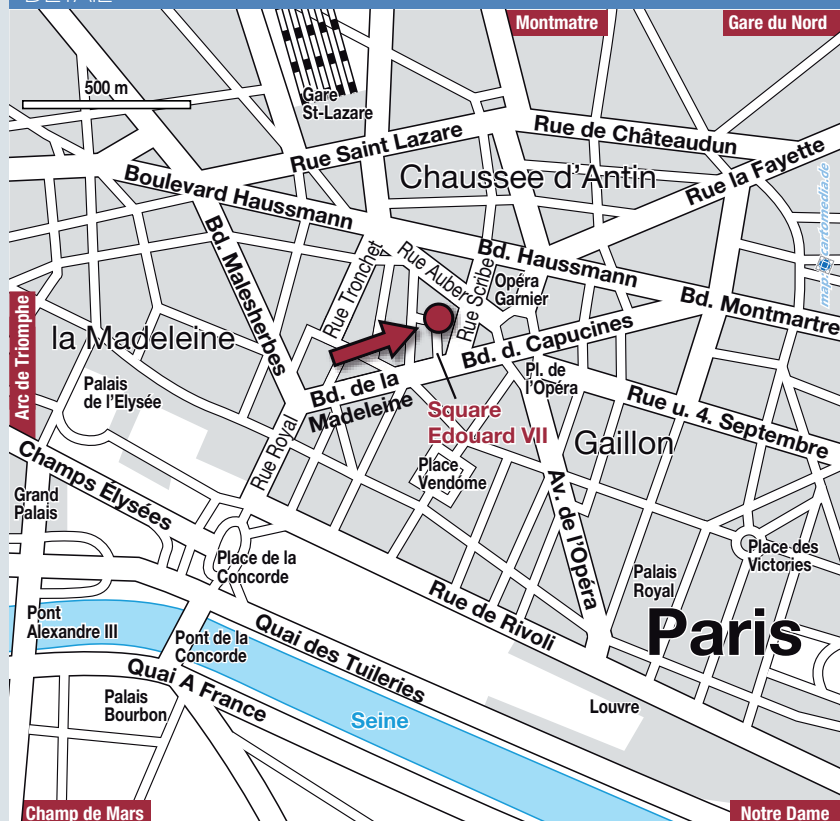 DETAIL
Montmatre
Gare du Nord
500 m
Gare
St-Lazare
Rue Saint Lazare
Rue de Châteaudun
Rue la Fayette
Chaussee d'Antin
Boulevard Haussmann
Bd. Malesherbes
Rue Tronchet
Rue Auber
Rue Scribe
Bd. Haussmann
Opéra
Garnier
Bd. Montmartre
map: cartomedia.de
Arc de Triomphe
la Madeleine
Palais
de l'Elysée
Bd. de la
Madeleine
Bd. d. Capucines
Pl. de
l'Opéra
Square
Edouard VII
Rue u. 4. Septembre
Gaillon
Rue Royal
Place
Vendóme
Champs Élysées
Grand
Palais
Av. de l'Opéra
Place de la
Concorde
Place des
Victories
Palais
Royal
Rue de Rivoli
Paris
Pont
Alexandre III
Pont de la
Concorde
Quai des Tuileries
Quai A France
Palais
Bourbon
Seine
Louvre
Champ de Mars
Notre Dame